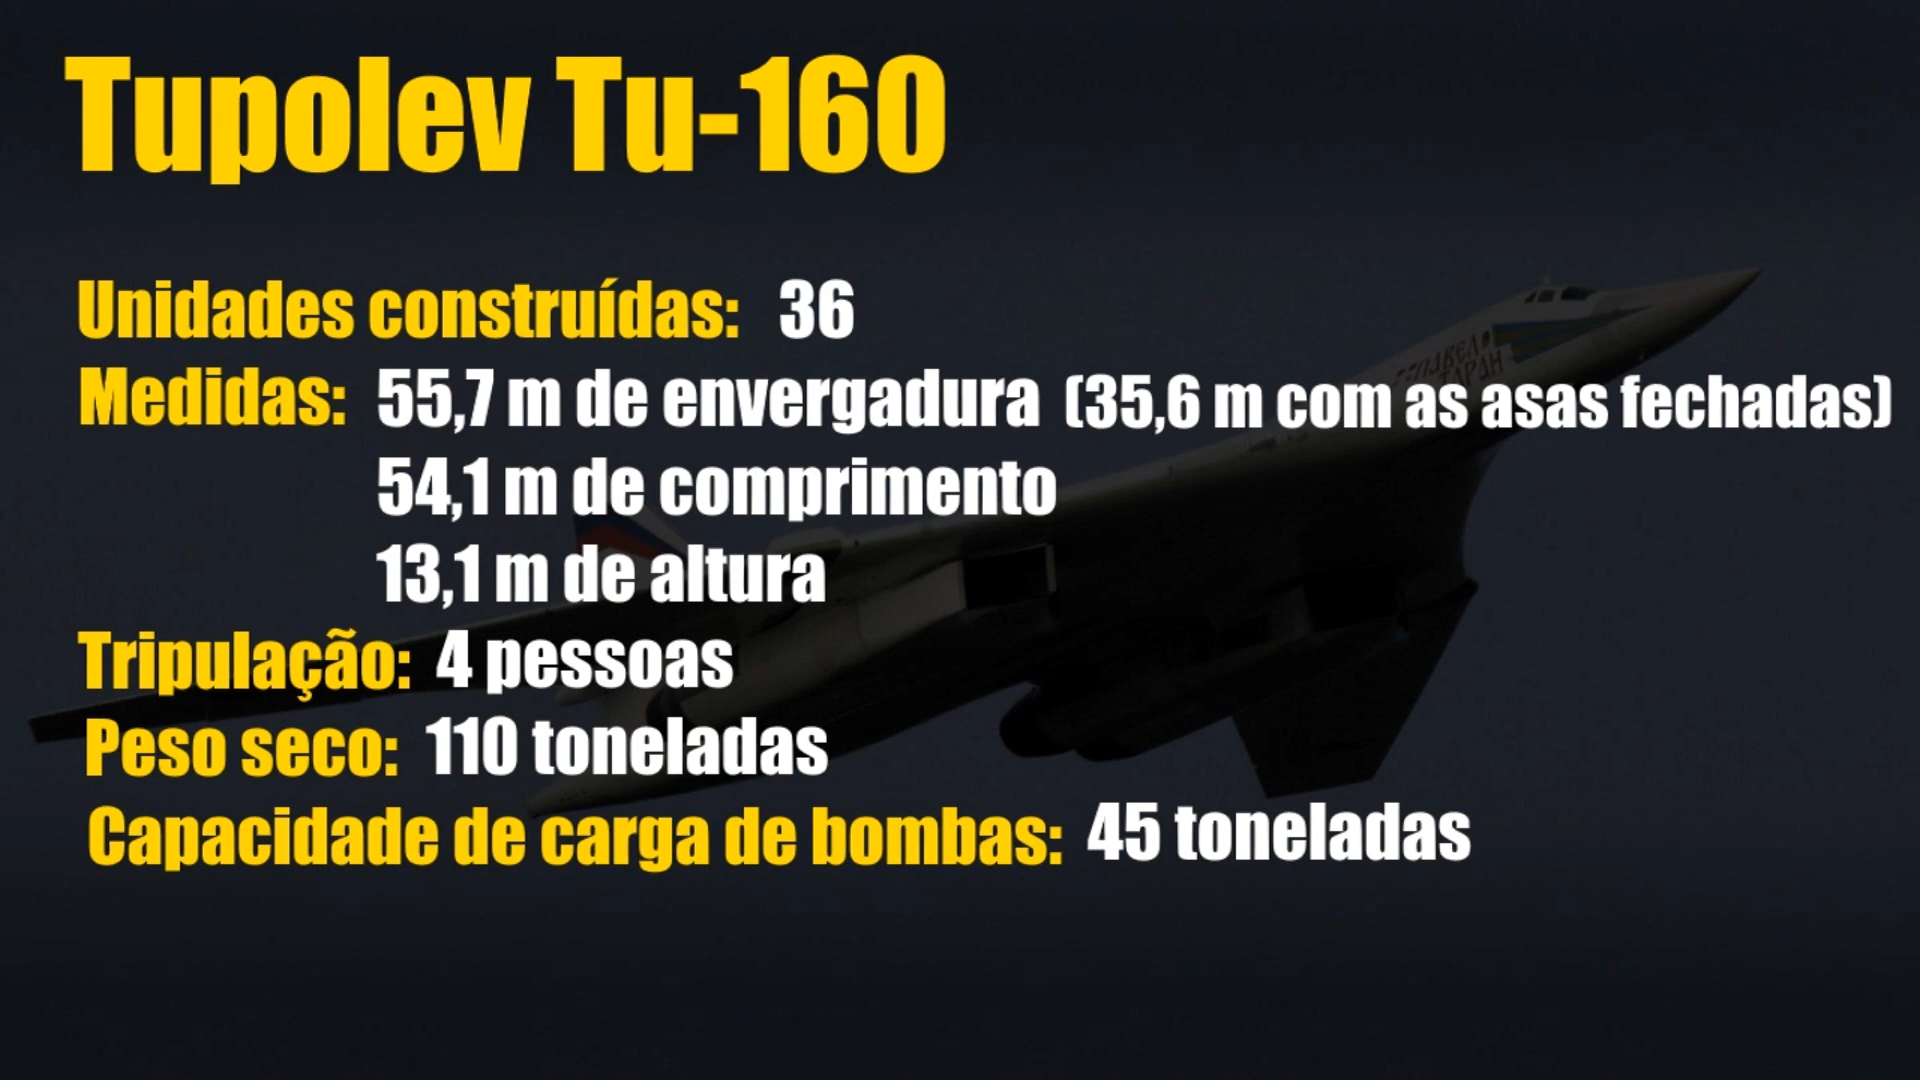 Tupolev Tu-160
Unidades construídas: 36
Medidas: 55,7 m de envergadura (35,6 m com as asas fechadas)
54,1 m de comprimento
13,1 m de altura
Tripulação: 4 pessoas
Peso seco: 110 toneladas
Capacidade de carga de bombas: 45 toneladas